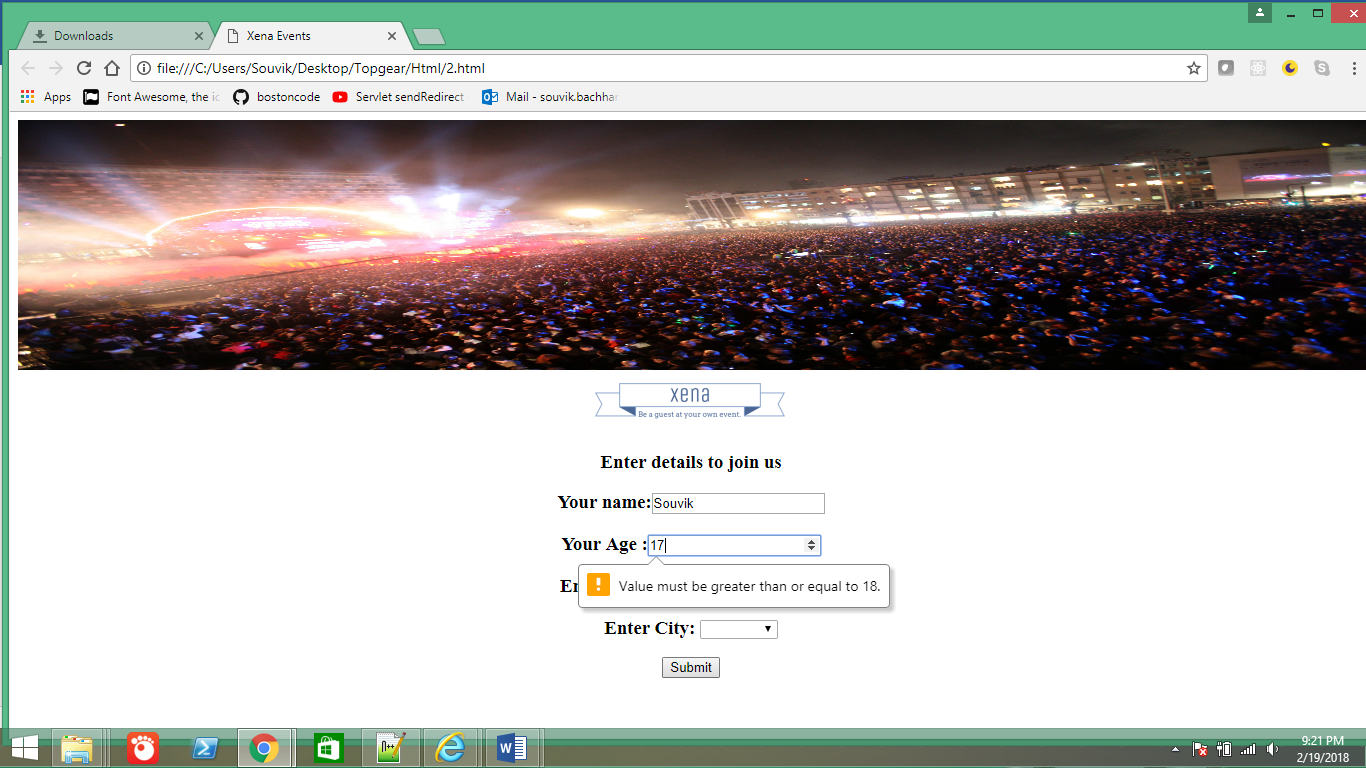 Downloads
Xena Events
file:///C:/Users/Souvik/Desktop/Topgear/Html/2.html
Apps
Font Awesome, the ic
bostoncode
Servlet sendRedirect
Mail - souvik.bachhar
xena
Be a guest at your own event.
Enter details to join us
Your name:Souvik
Your Age :17
Value must be greater than or equal to 18.
Enter City:
Submit
9:21 PM
2/19/2018